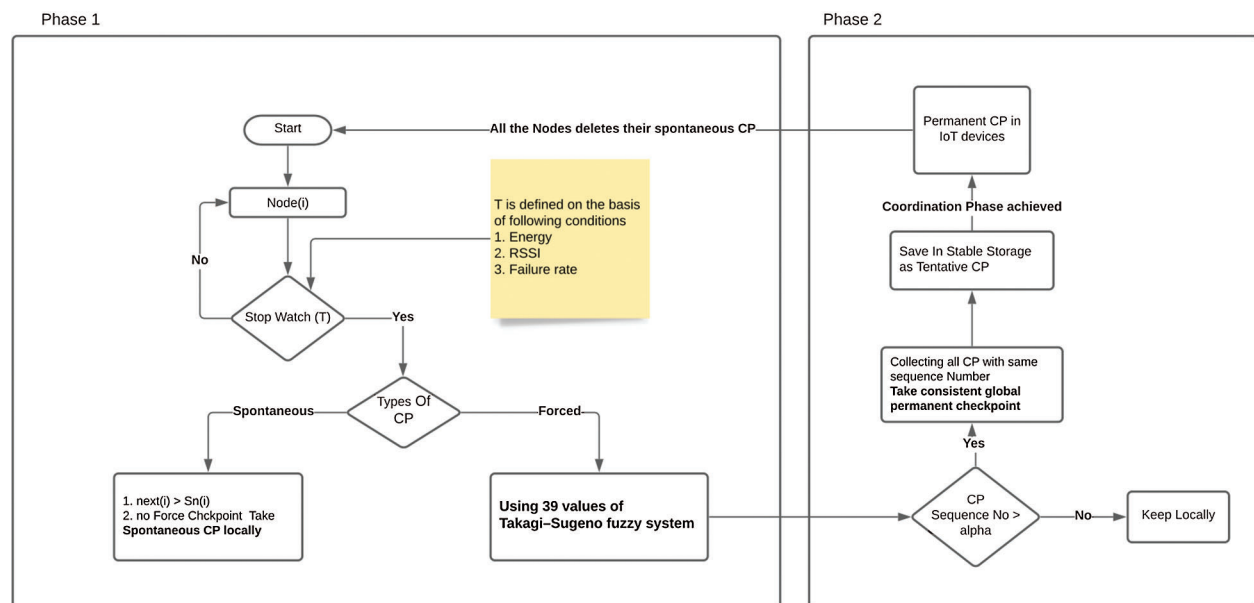 Phase 1
Start
Node(i)
No
Stop Watch (T)
Yes
T is defined on the basis
of following conditions
1. Energy
2. RSSI
3. Failure rate
Types Of
CP
Spontaneous
Forced
1. next(i) > Sn(i)
2. no Force Chckpoint Take
Spontaneous CP locally
Using 39 values of
Takagi–Sugeno fuzzy system
All the Nodes deletes their spontaneous CP
Phase 2
Permanent CP in
IoT devices
Coordination Phase achieved
Save In Stable Storage
as Tentative CP
Collecting all CP with same
sequence Number
Take consistent global
permanent checkpoint
Yes
CP
Sequence No >
alpha
No
Keep Locally